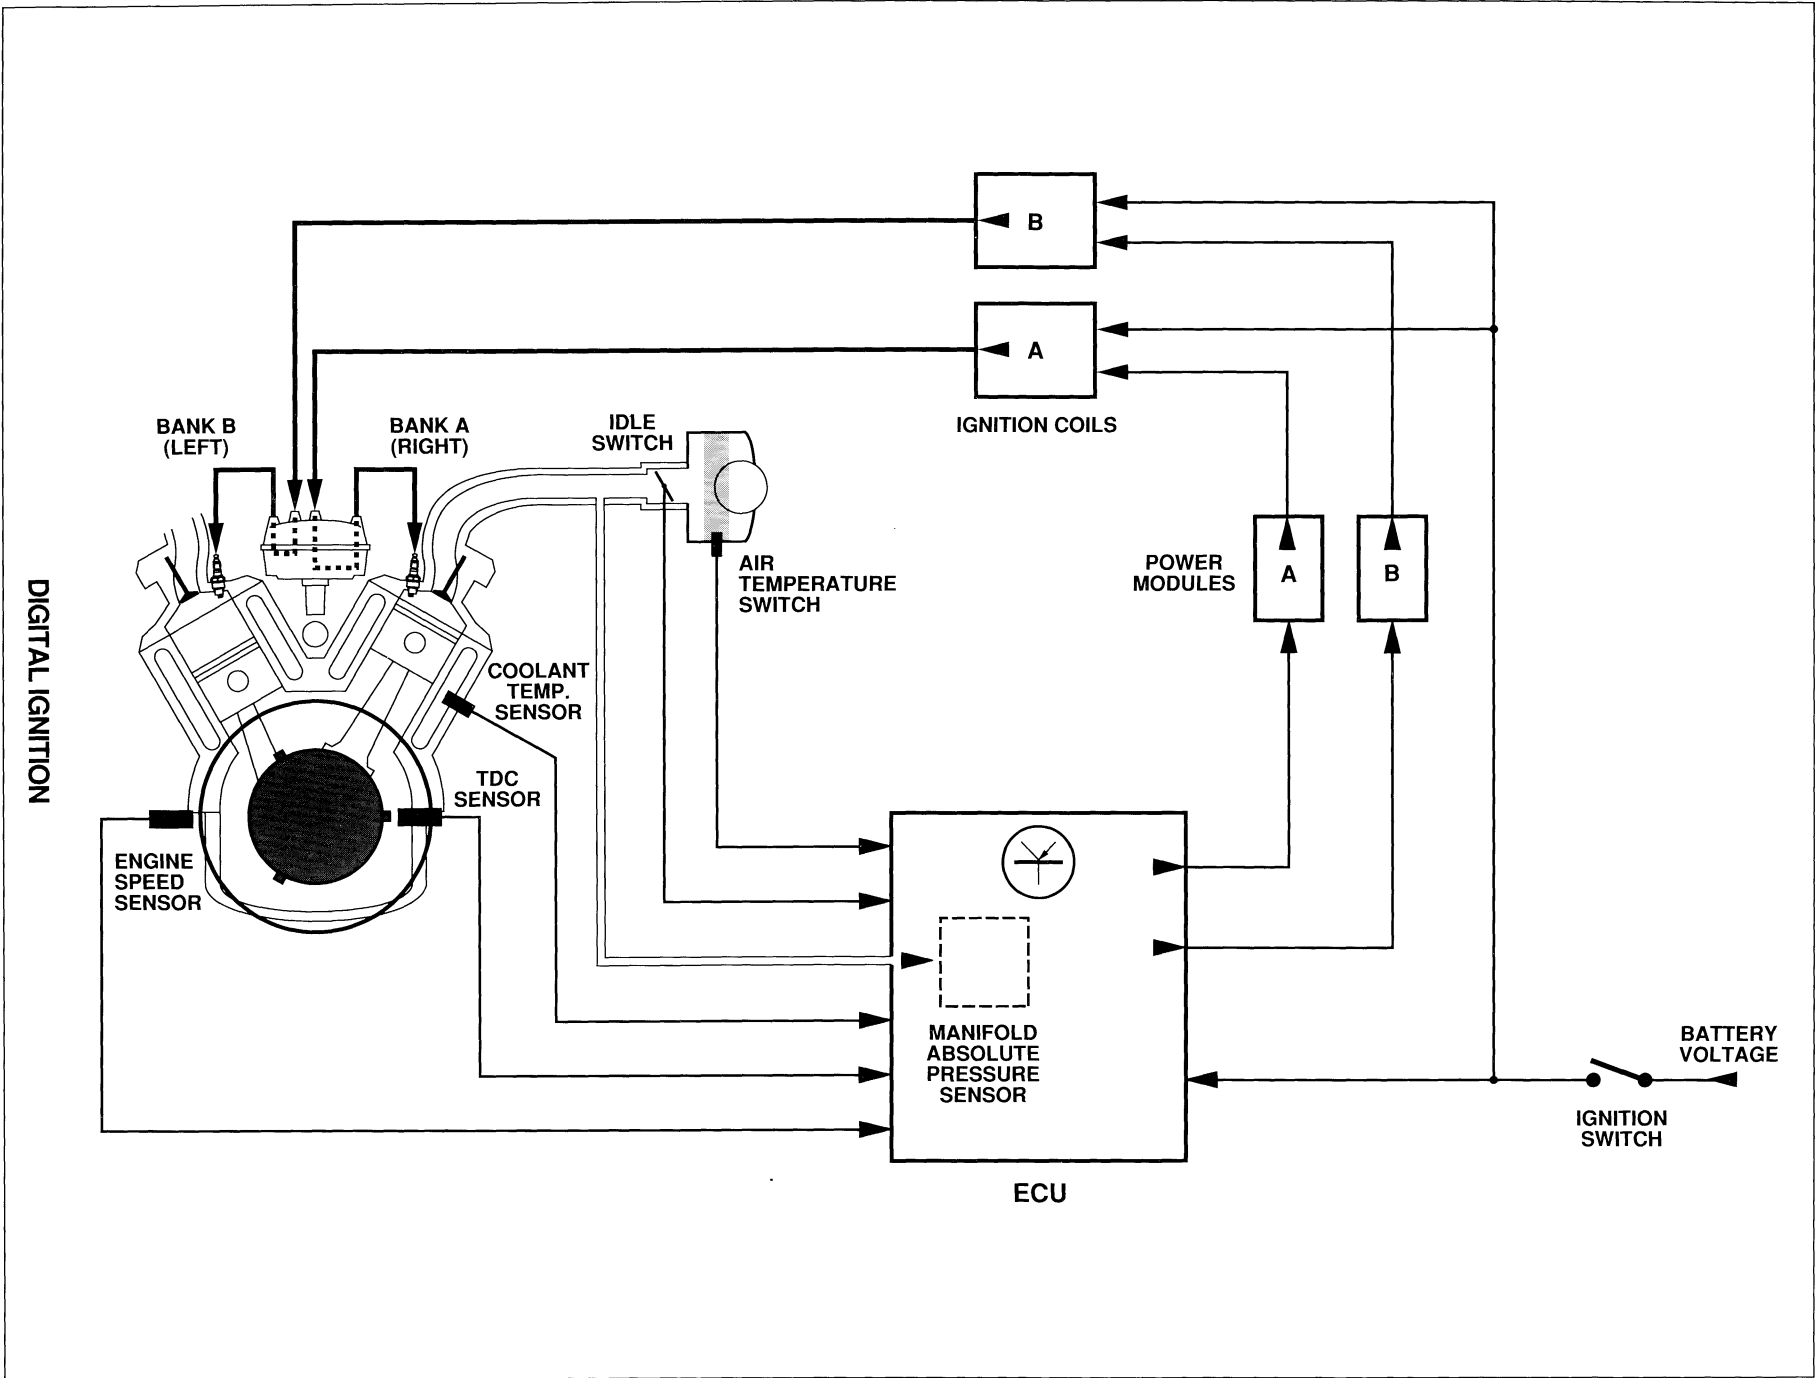 DIGITAL IGNITION
B
A
IGNITION COILS
BANK B
(LEFT)
BANK A
(RIGHT)
IDLE
SWITCH
AIR
TEMPERATURE
SWITCH
POWER
MODULES
A
B
COOLANT
TEMP.
SENSOR
TDC
SENSOR
ENGINE
SPEED
SENSOR
MANIFOLD
ABSOLUTE
PRESSURE
SENSOR
ECU
BATTERY
VOLTAGE
IGNITION
SWITCH